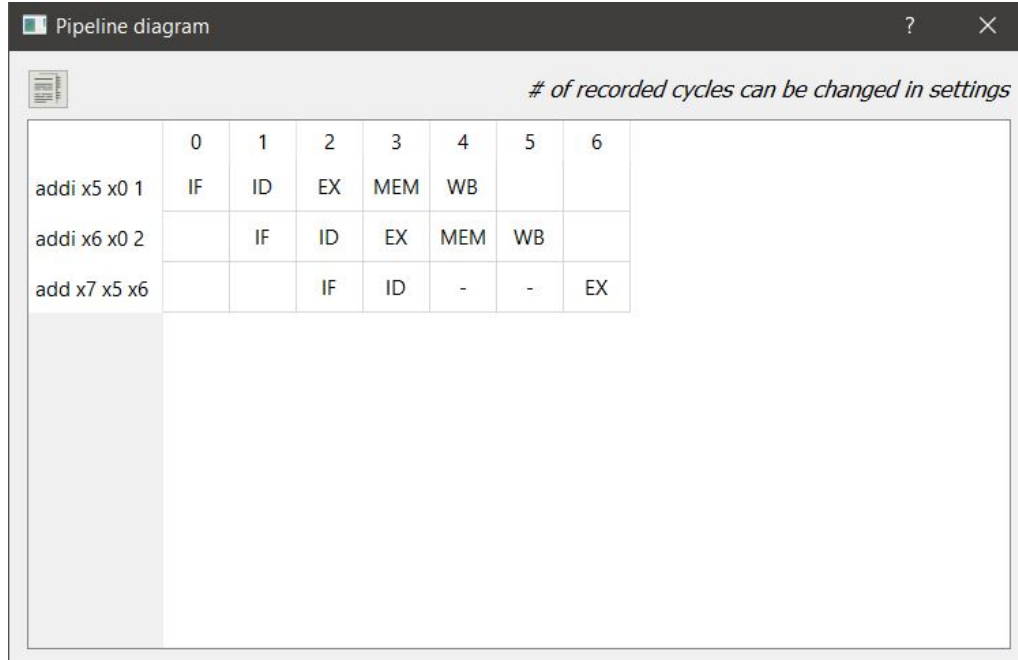 Pipeline diagram ? ×
# of recorded cycles can be changed in settings
0 1 2 3 4 5 6
addi x5 x0 1 IF ID EX MEM WB
addi x6 x0 2 IF ID EX MEM WB
add x7 x5 x6 IF ID - - EX